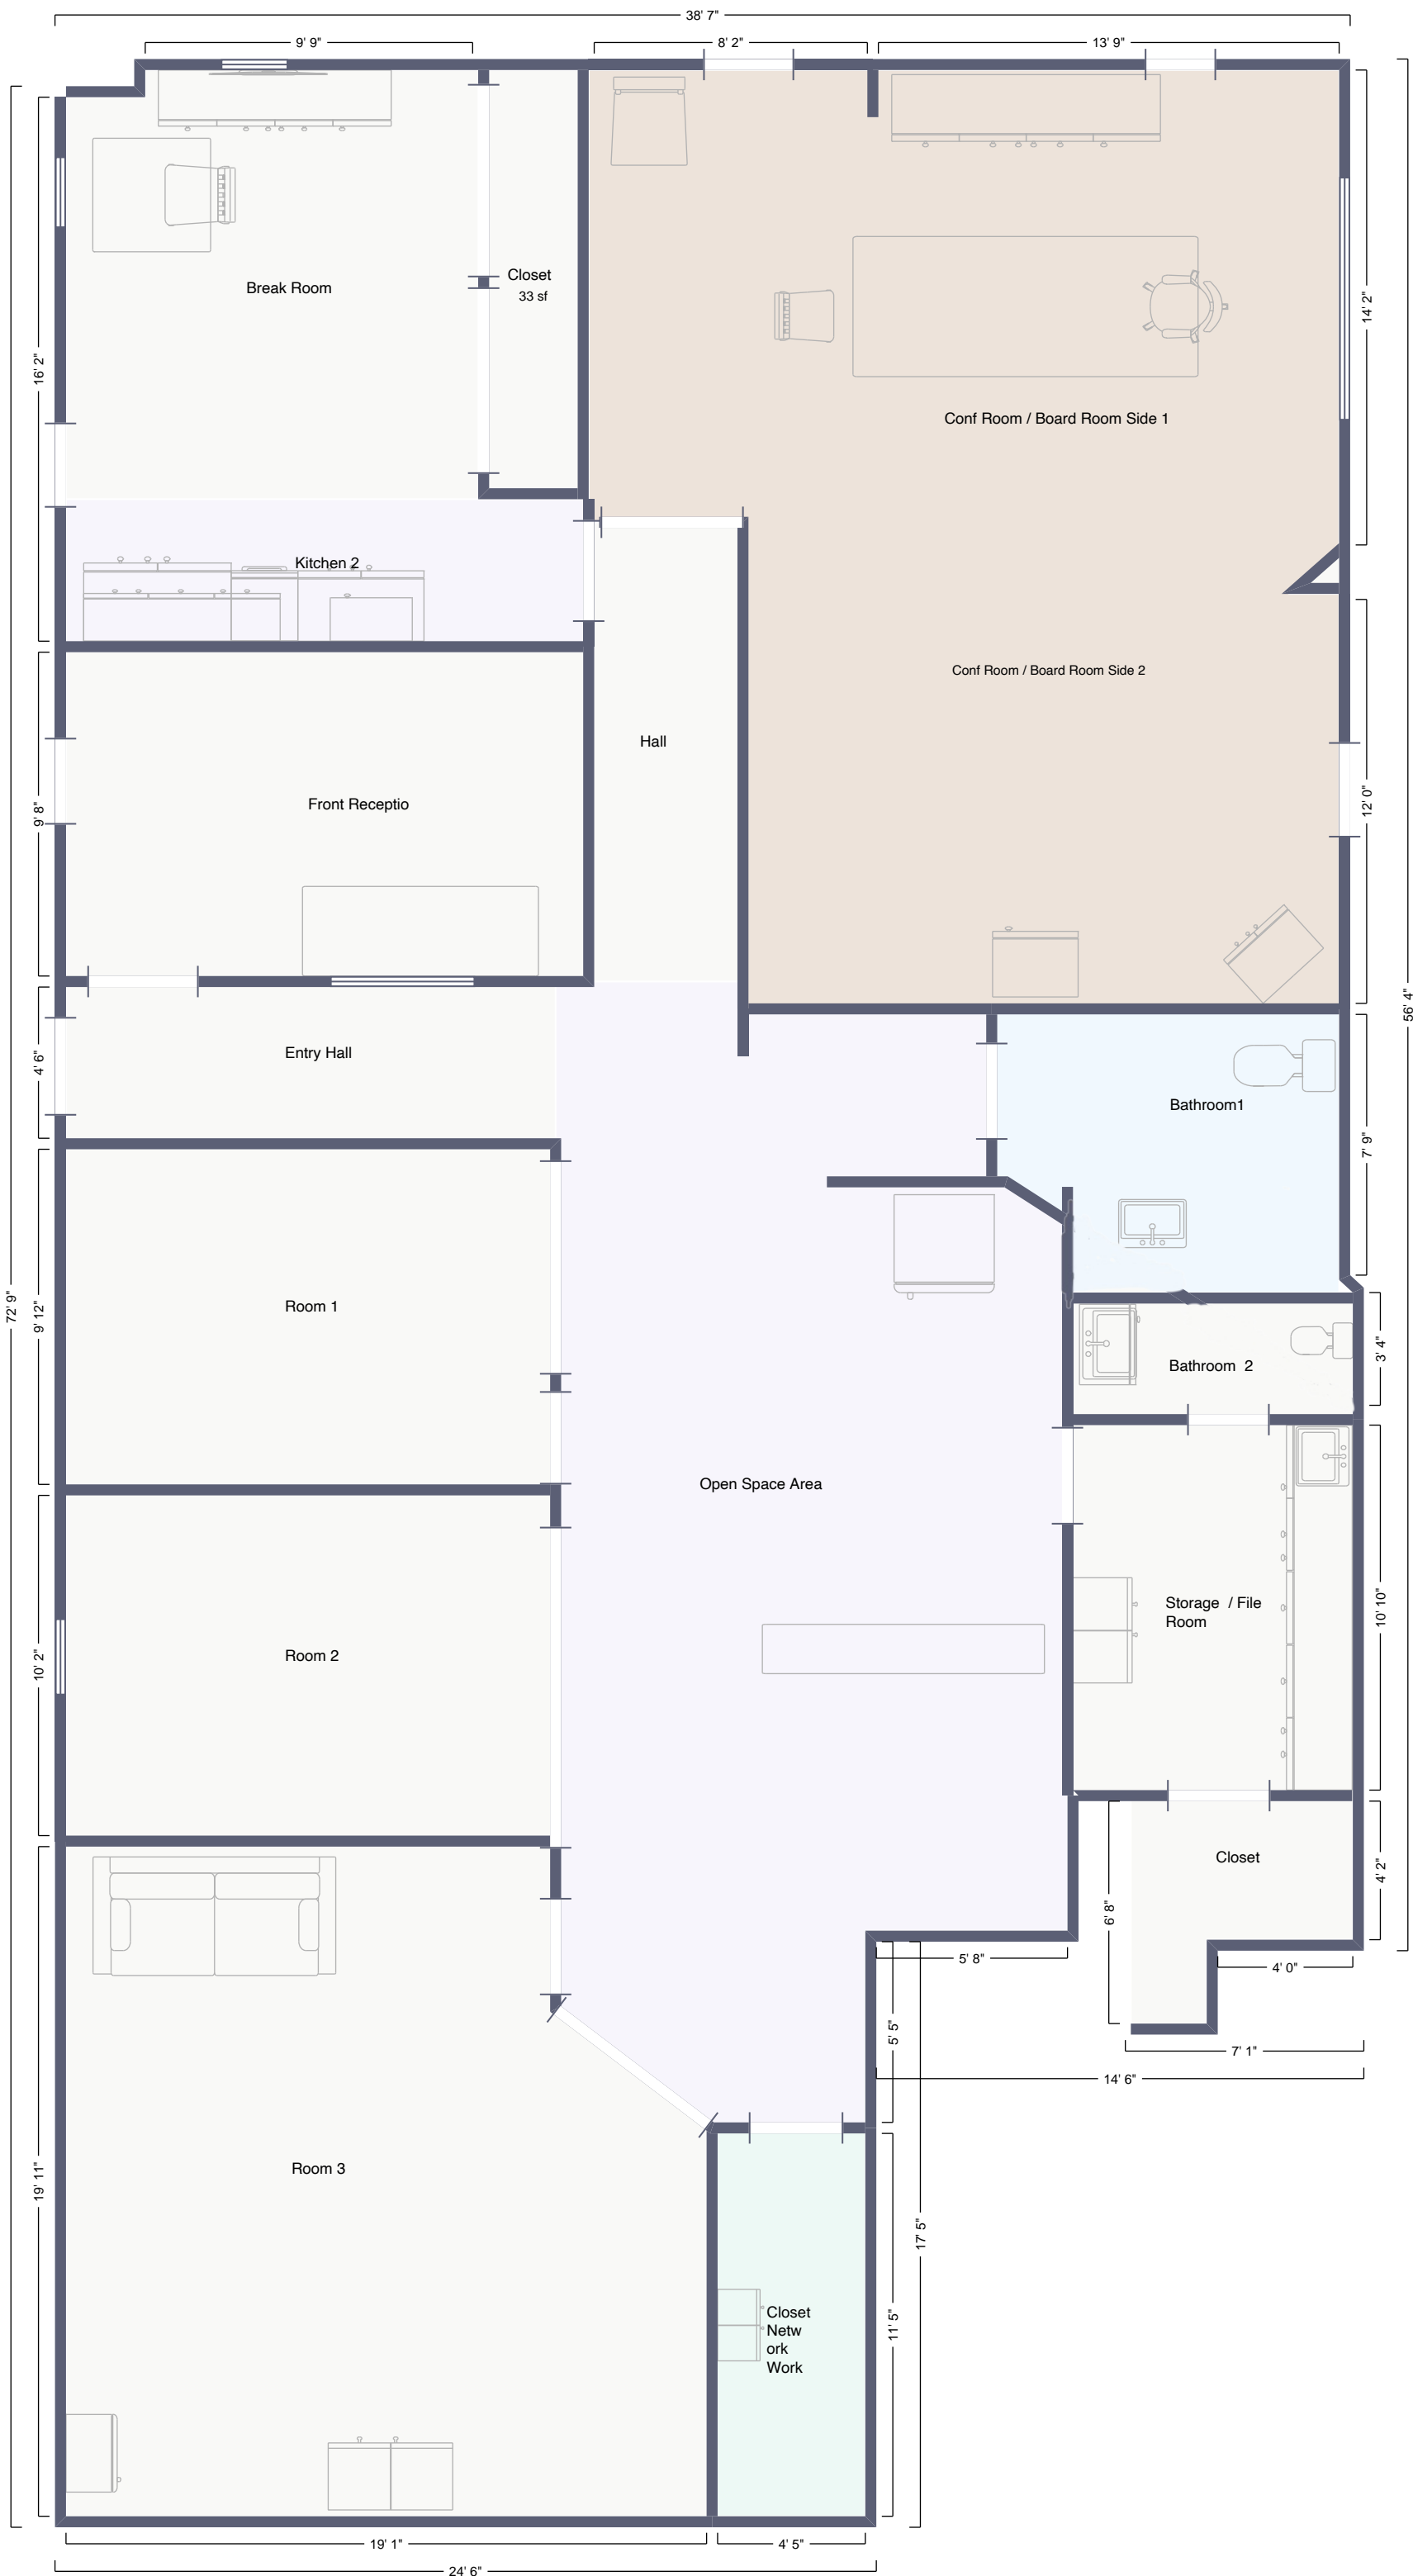 38' 7"
9' 9"
8' 2"
13' 9"
Closet
33 sf
Break Room
14' 2"
16' 2"
Conf Room / Board Room Side 1
Kitchen 2
Conf Room / Board Room Side 2
Hall
Front Receptio
9' 8"
12' 0"
56' 4"
Entry Hall
4' 6"
Bathroom1
7' 9"
72' 9"
9' 12"
Room 1
3' 4"
Bathroom 2
Open Space Area
Storage / File
Room
10' 10"
Room 2
10' 2"
Closet
4' 2"
6' 8"
5' 8"
4' 0"
5' 5"
7' 1"
14' 6"
Room 3
19' 11"
17' 5"
Closet
Netw
ork
Work
11' 5"
19' 1"
4' 5"
24' 6"